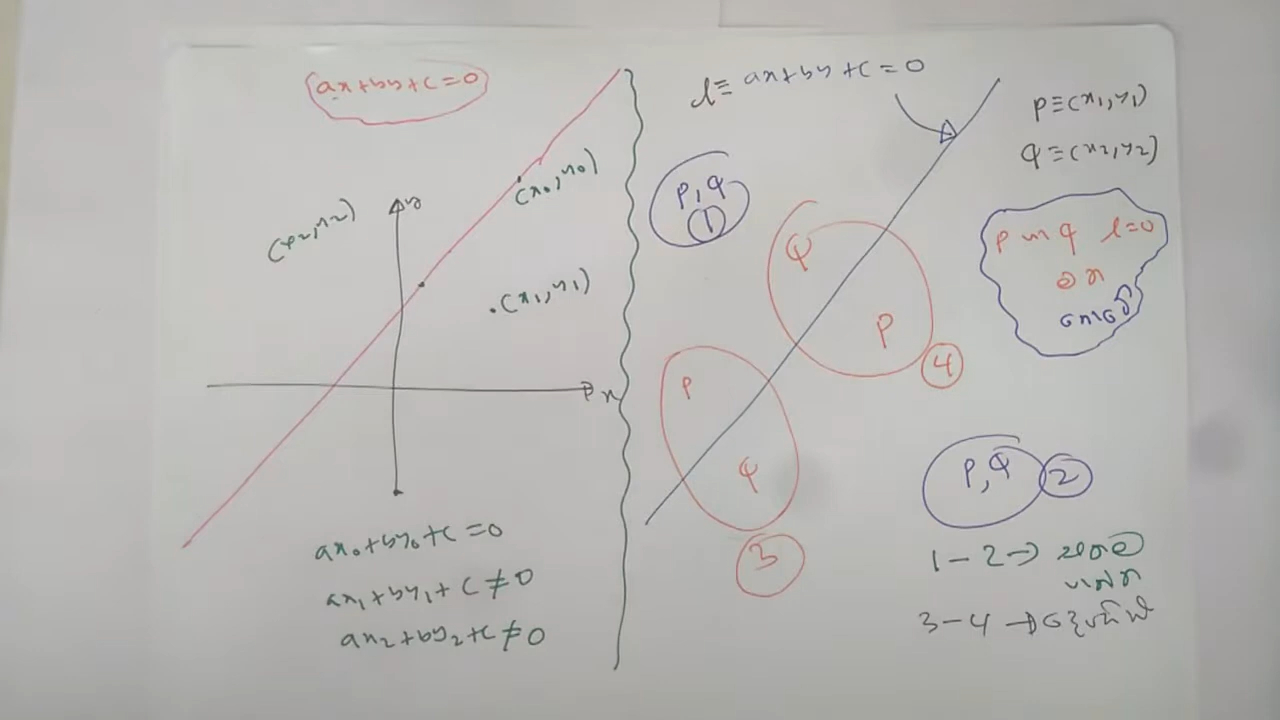 ax+by+c=0
(x₀,y₀)
(x₂,y₂)
y
.(x₁,y₁)
x
ax₀+by₀+c=0
ax₁+by₁+c≠0
ax₂+by₂+c≠0
l≡ ax+by+c=0
P≡(x₁,y₁)
Q≡(x₂,y₂)
P,Q
1
l=0
Q
P
4
P
Q
3
P,Q
2
1-2→
3-4→